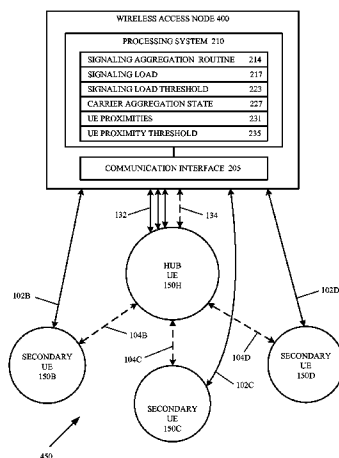 WIRELESS ACCESS NODE 400
PROCESSING SYSTEM 210
SIGNALING AGGREGATION ROUTINE 214
SIGNALING LOAD 217
SIGNALING LOAD THRESHOLD 223
CARRIER AGGREGATION STATE 227
UE PROXIMITIES 231
UE PROXIMITY THRESHOLD 235
COMMUNICATION INTERFACE 205
132
134
HUB
UE
150H
102B
102D
104B
104C
104D
102C
SECONDARY
UE
150B
SECONDARY
UE
150C
SECONDARY
UE
150D
450